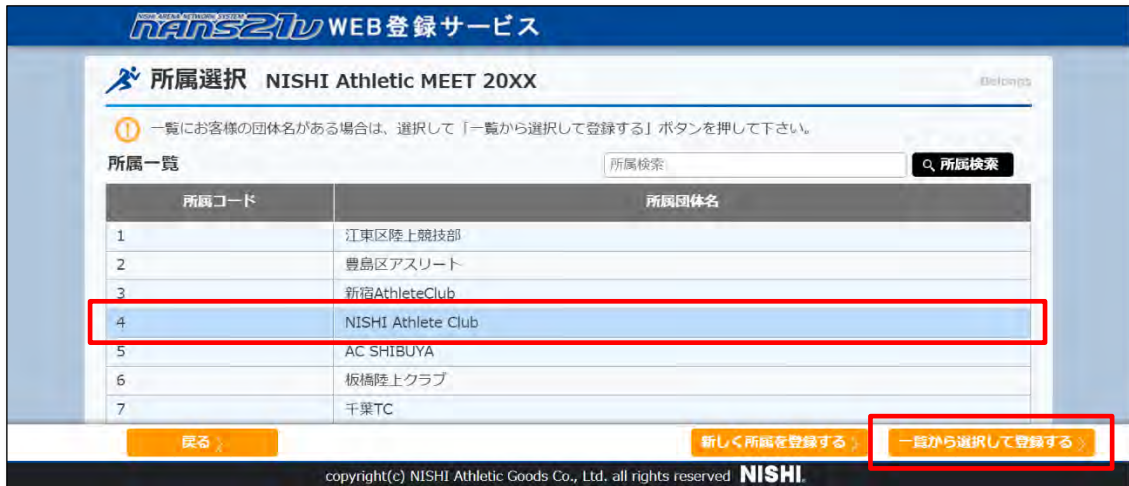 NISHI ARENA NETWORK SYSTEM
nans21V WEB登録サービス
所属選択 NISHI Athletic MEET 20XX
Belongs
一覧にお客様の団体名がある場合は、選択して「一覧から選択して登録する」ボタンを押して下さい。
所属一覧 所属検索 所属検索
所属コード 所属団体名
1 江東区陸上競技部
2 豊島区アスリート
3 新宿AthleteClub
4 NISHI Athlete Club
5 AC SHIBUYA
6 板橋陸上クラブ
7 千葉TC
戻る 新しく所属を登録する 一覧から選択して登録する
copyright(c) NISHI Athletic Goods Co., Ltd. all rights reserved NISHI.